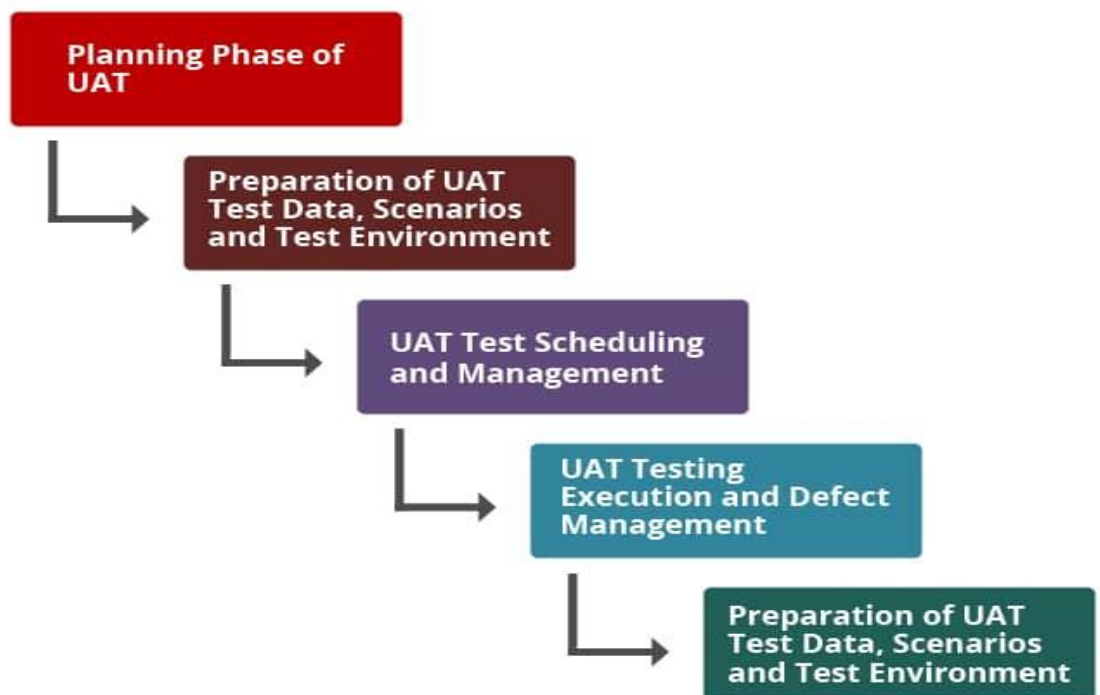 Planning Phase of
UAT
Preparation of UAT
Test Data, Scenarios
and Test Environment
UAT Test Scheduling
and Management
UAT Testing
Execution and Defect
Management
Preparation of UAT
Test Data, Scenarios
and Test Environment